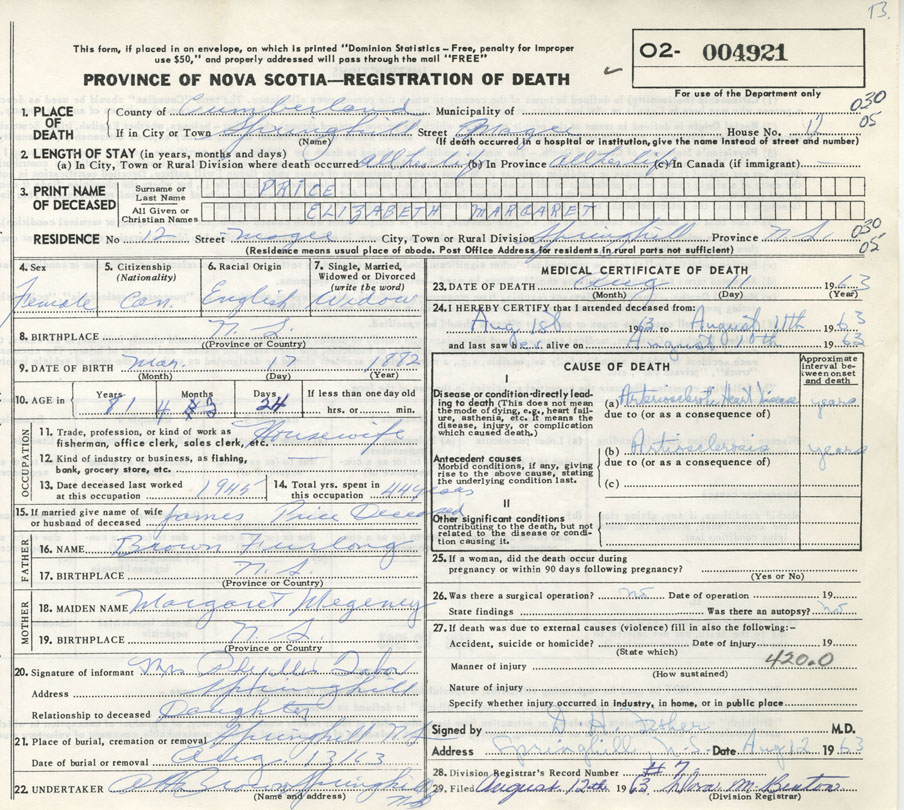 13.
This form, if placed in an envelope, on which is printed "Dominion Statistics – Free, penalty for improper
use $50," and properly addressed will pass through the mail "FREE"
PROVINCE OF NOVA SCOTIA—REGISTRATION OF DEATH
O2- 004921
For use of the Department only
1. PLACE OF DEATH
County of Cumberland Municipality of
030
05
If in City or Town Springhill Street Magee House No. 12
(Name) (If death occurred in a hospital or institution, give the name instead of street and number)
2. LENGTH OF STAY (in years, months and days)
(a) In City, Town or Rural Division where death occurred all her life (b) In Province all her life (c) In Canada (if immigrant)
3. PRINT NAME OF DECEASED
Surname or Last Name PRICE
All Given or Christian Names ELIZABETH MARGARET
RESIDENCE No 12 Street Magee City, Town or Rural Division Springhill Province N.S.
030
05
(Residence means usual place of abode. Post Office Address for residents in rural parts not sufficient)
4. Sex Female
5. Citizenship (Nationality) Can.
6. Racial Origin English
7. Single, Married, Widowed or Divorced (write the word) Widow
8. BIRTHPLACE N.S.
(Province or Country)
9. DATE OF BIRTH Mar. 17 1882
(Month) (Day) (Year)
10. AGE in Years 81 Months 4 Days 24 If less than one day old hrs. or min.
OCCUPATION
11. Trade, profession, or kind of work as fisherman, office clerk, sales clerk, etc. Housewife
12. Kind of industry or business, as fishing, bank, grocery store, etc. —
13. Date deceased last worked at this occupation 1945
14. Total yrs. spent in this occupation 44 years
15. If married give name of wife or husband of deceased James Price Deceased
FATHER
16. NAME Brown Furlong
17. BIRTHPLACE N.S.
(Province or Country)
MOTHER
18. MAIDEN NAME Margaret Megeney
19. BIRTHPLACE N.S.
(Province or Country)
20. Signature of informant Mrs Phyllis
Address Springhill
Relationship to deceased Daughter
21. Place of burial, cremation or removal Springhill N.S.
Date of burial or removal Aug. 13/63
22. UNDERTAKER Springhill N.S.
(Name and address)
MEDICAL CERTIFICATE OF DEATH
23. DATE OF DEATH Aug 11 1963
(Month) (Day) (Year)
24. I HEREBY CERTIFY that I attended deceased from:
Aug 1st 1963 to August 11th 1963
and last saw her alive on August 10th 1963
CAUSE OF DEATH
Approximate interval between onset and death
I
Disease or condition directly leading to death (This does not mean the mode of dying, e.g., heart failure, asthenia, etc. It means the disease, injury, or complication which caused death.)
(a) Heart Disease years
due to (or as a consequence of)
Antecedent causes
Morbid conditions, if any, giving rise to the above cause, stating the underlying condition last.
(b) years
due to (or as a consequence of)
(c)
II
Other significant conditions contributing to the death, but not related to the disease or condition causing it.
25. If a woman, did the death occur during pregnancy or within 90 days following pregnancy?
(Yes or No)
26. Was there a surgical operation? no Date of operation 19
State findings Was there an autopsy? no
27. If death was due to external causes (violence) fill in also the following:–
Accident, suicide or homicide? Date of injury 19
(State which)
420.0
Manner of injury
(How sustained)
Nature of injury
Specify whether injury occurred in industry, in home, or in public place
Signed by M.D.
Address Springhill, N.S. Date Aug 12 1963
28. Division Registrar's Record Number # 7.
29. Filed August 12th 1963
(Division Registrar)